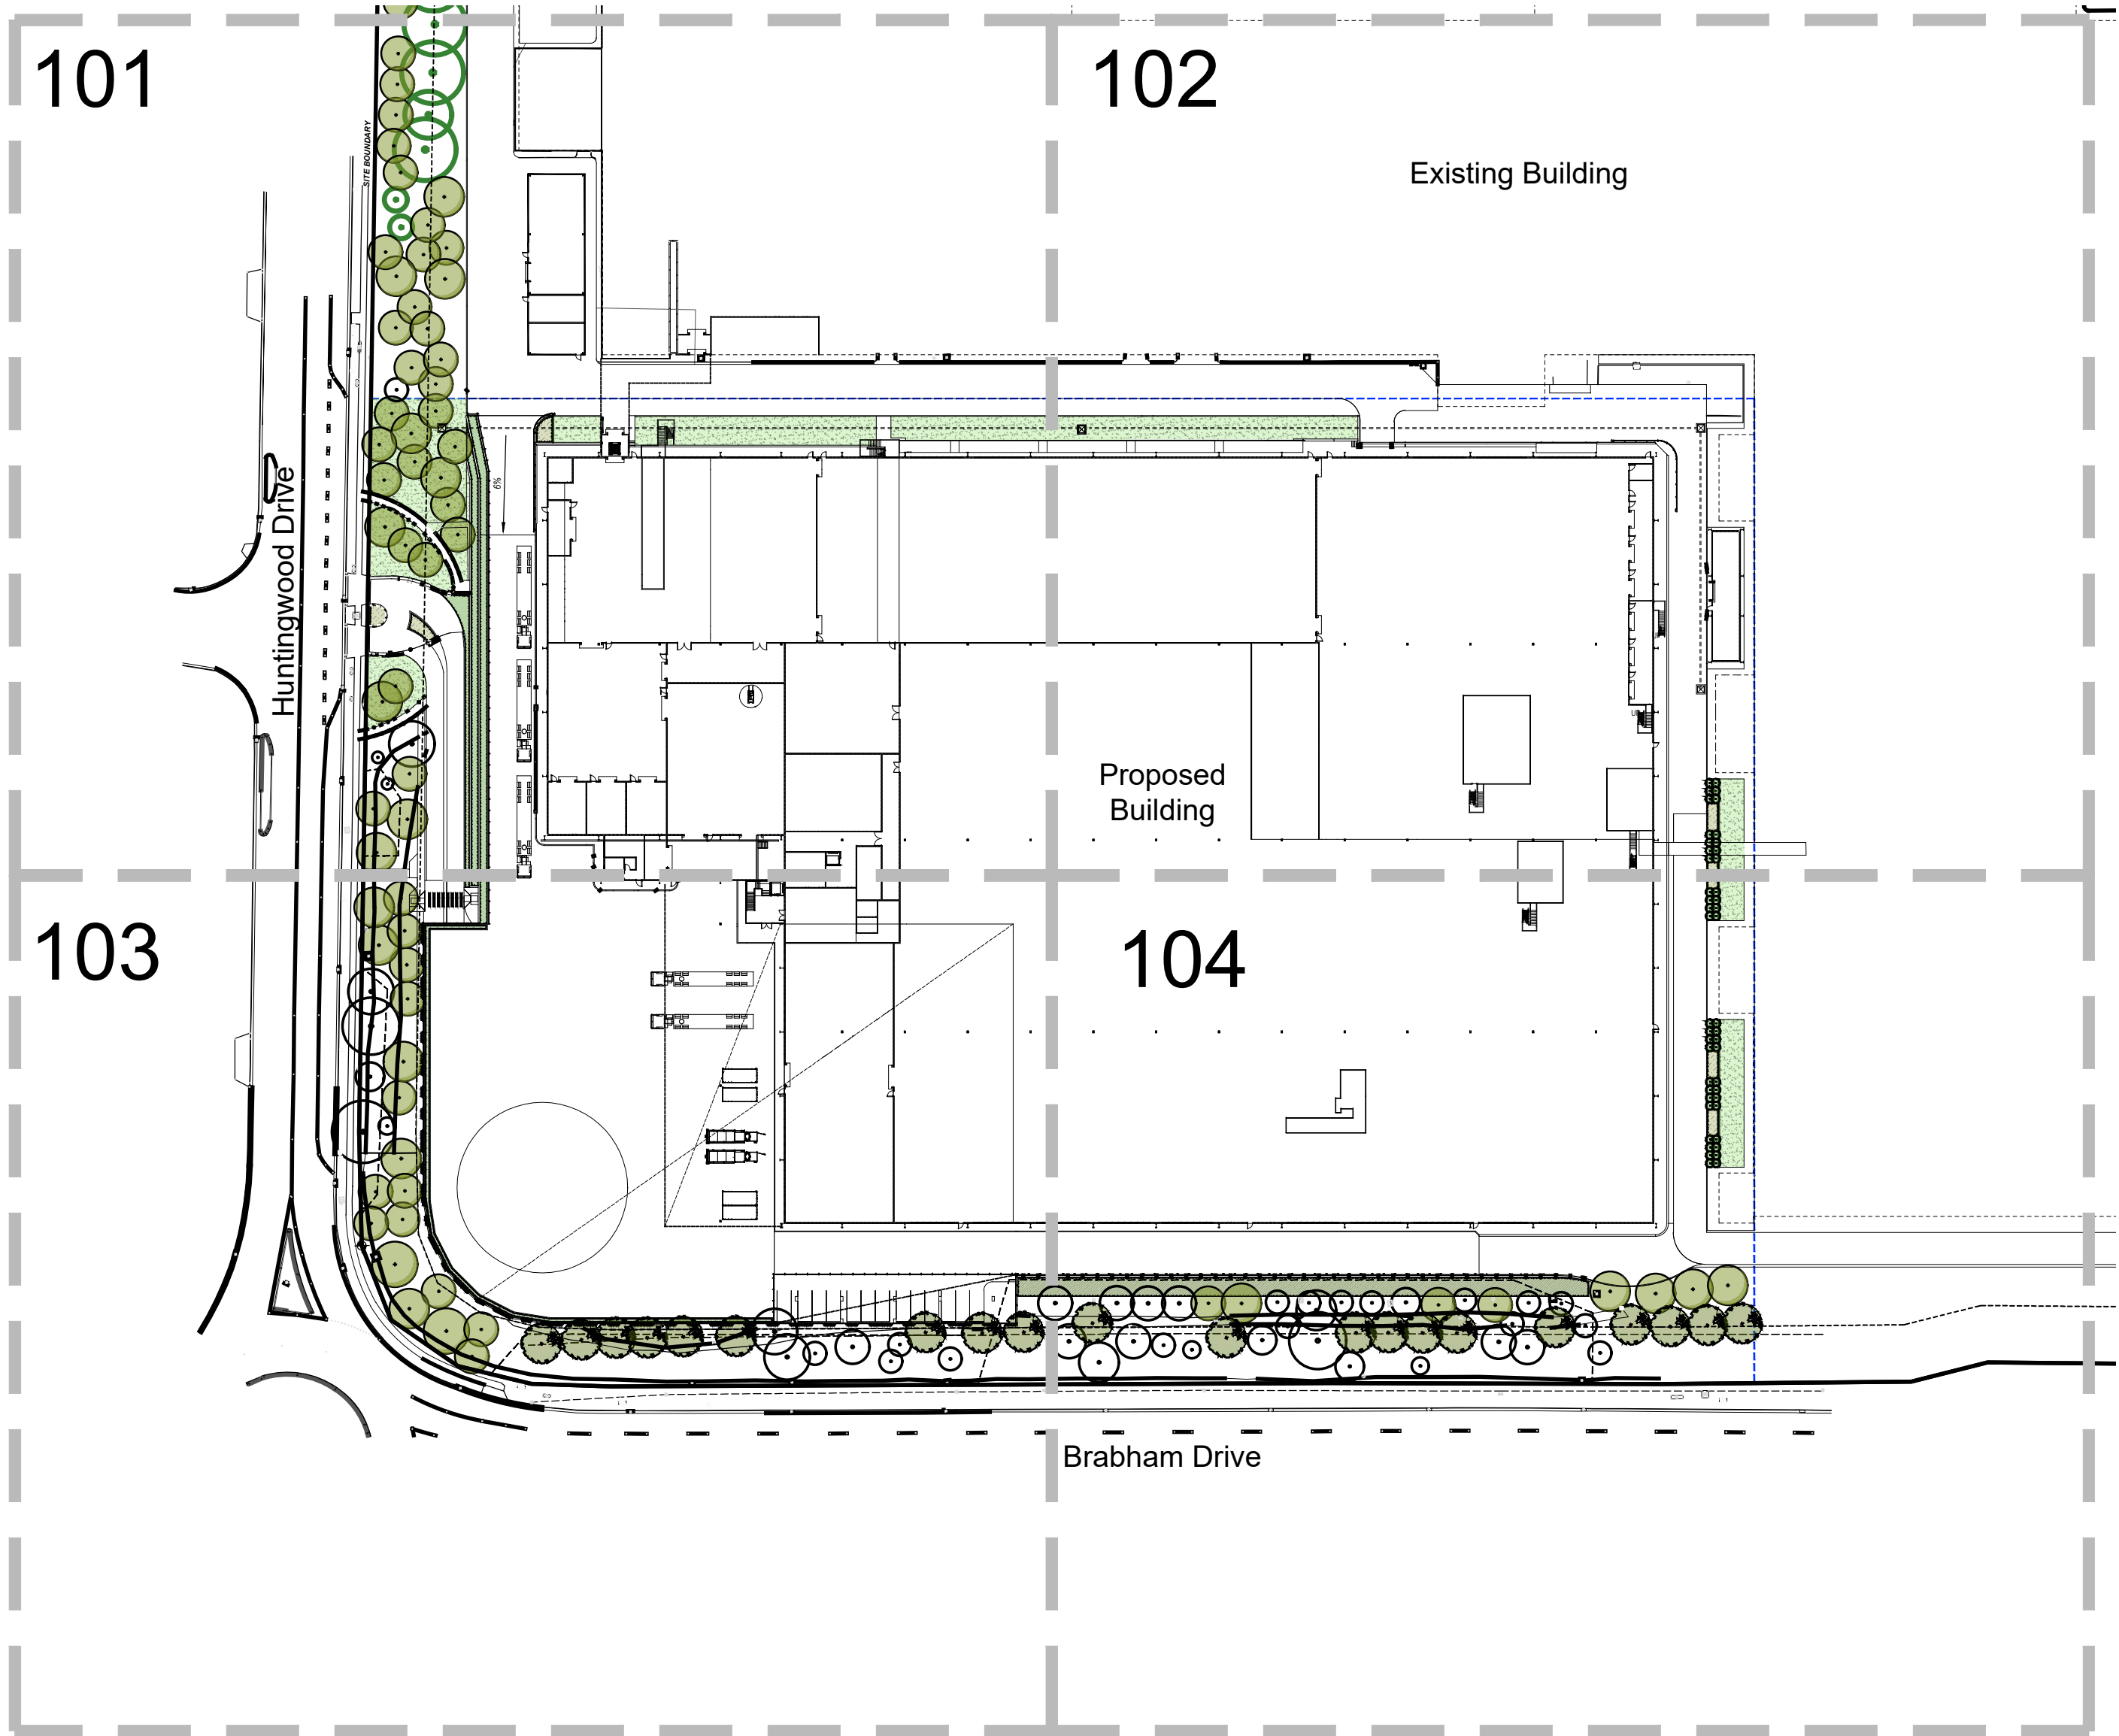 101
102
SITE BOUNDARY
Existing Building
Huntingwood Drive
6%
Proposed
Building
103
104
Brabham Drive